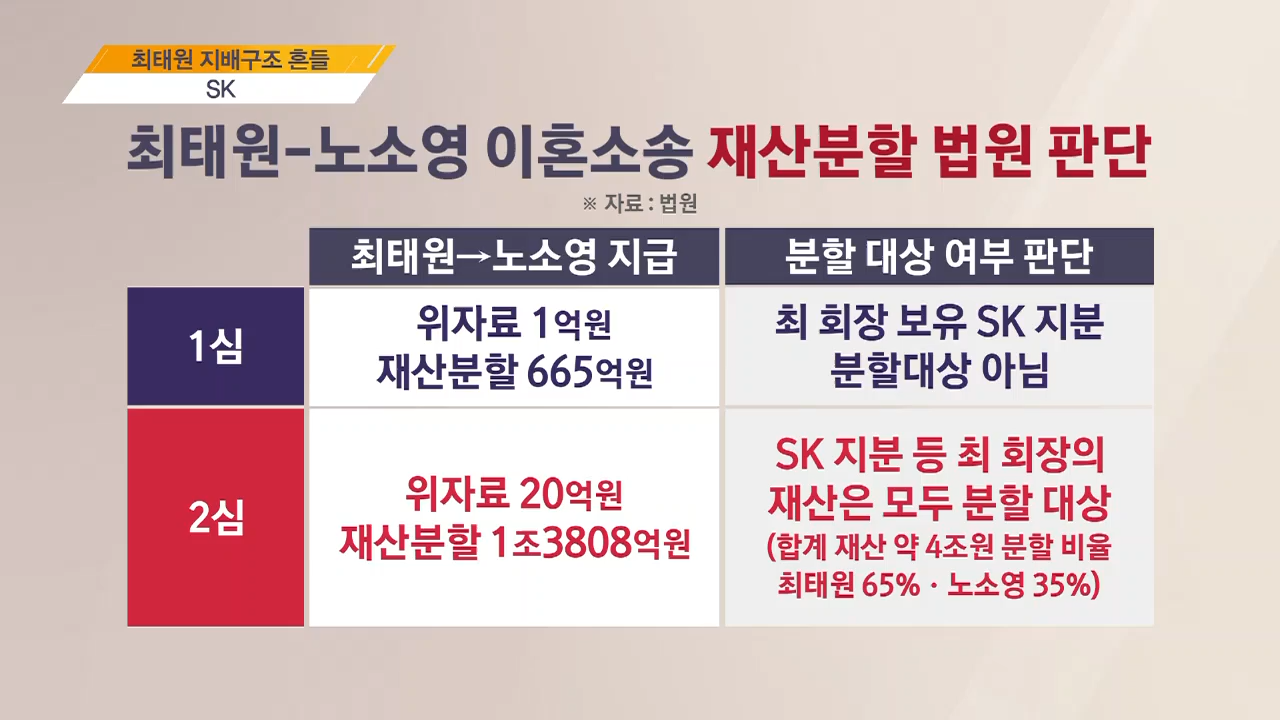 최태원 지배구조 흔들
SK
최태원-노소영 이혼소송 재산분할 법원 판단
※ 자료 : 법원
최태원→노소영 지급
분할 대상 여부 판단
1심
위자료 1억원
재산분할 665억원
최 회장 보유 SK 지분
분할대상 아님
2심
위자료 20억원
재산분할 1조3808억원
SK 지분 등 최 회장의
재산은 모두 분할 대상
(합계 재산 약 4조원 분할 비율
최태원 65% · 노소영 35%)